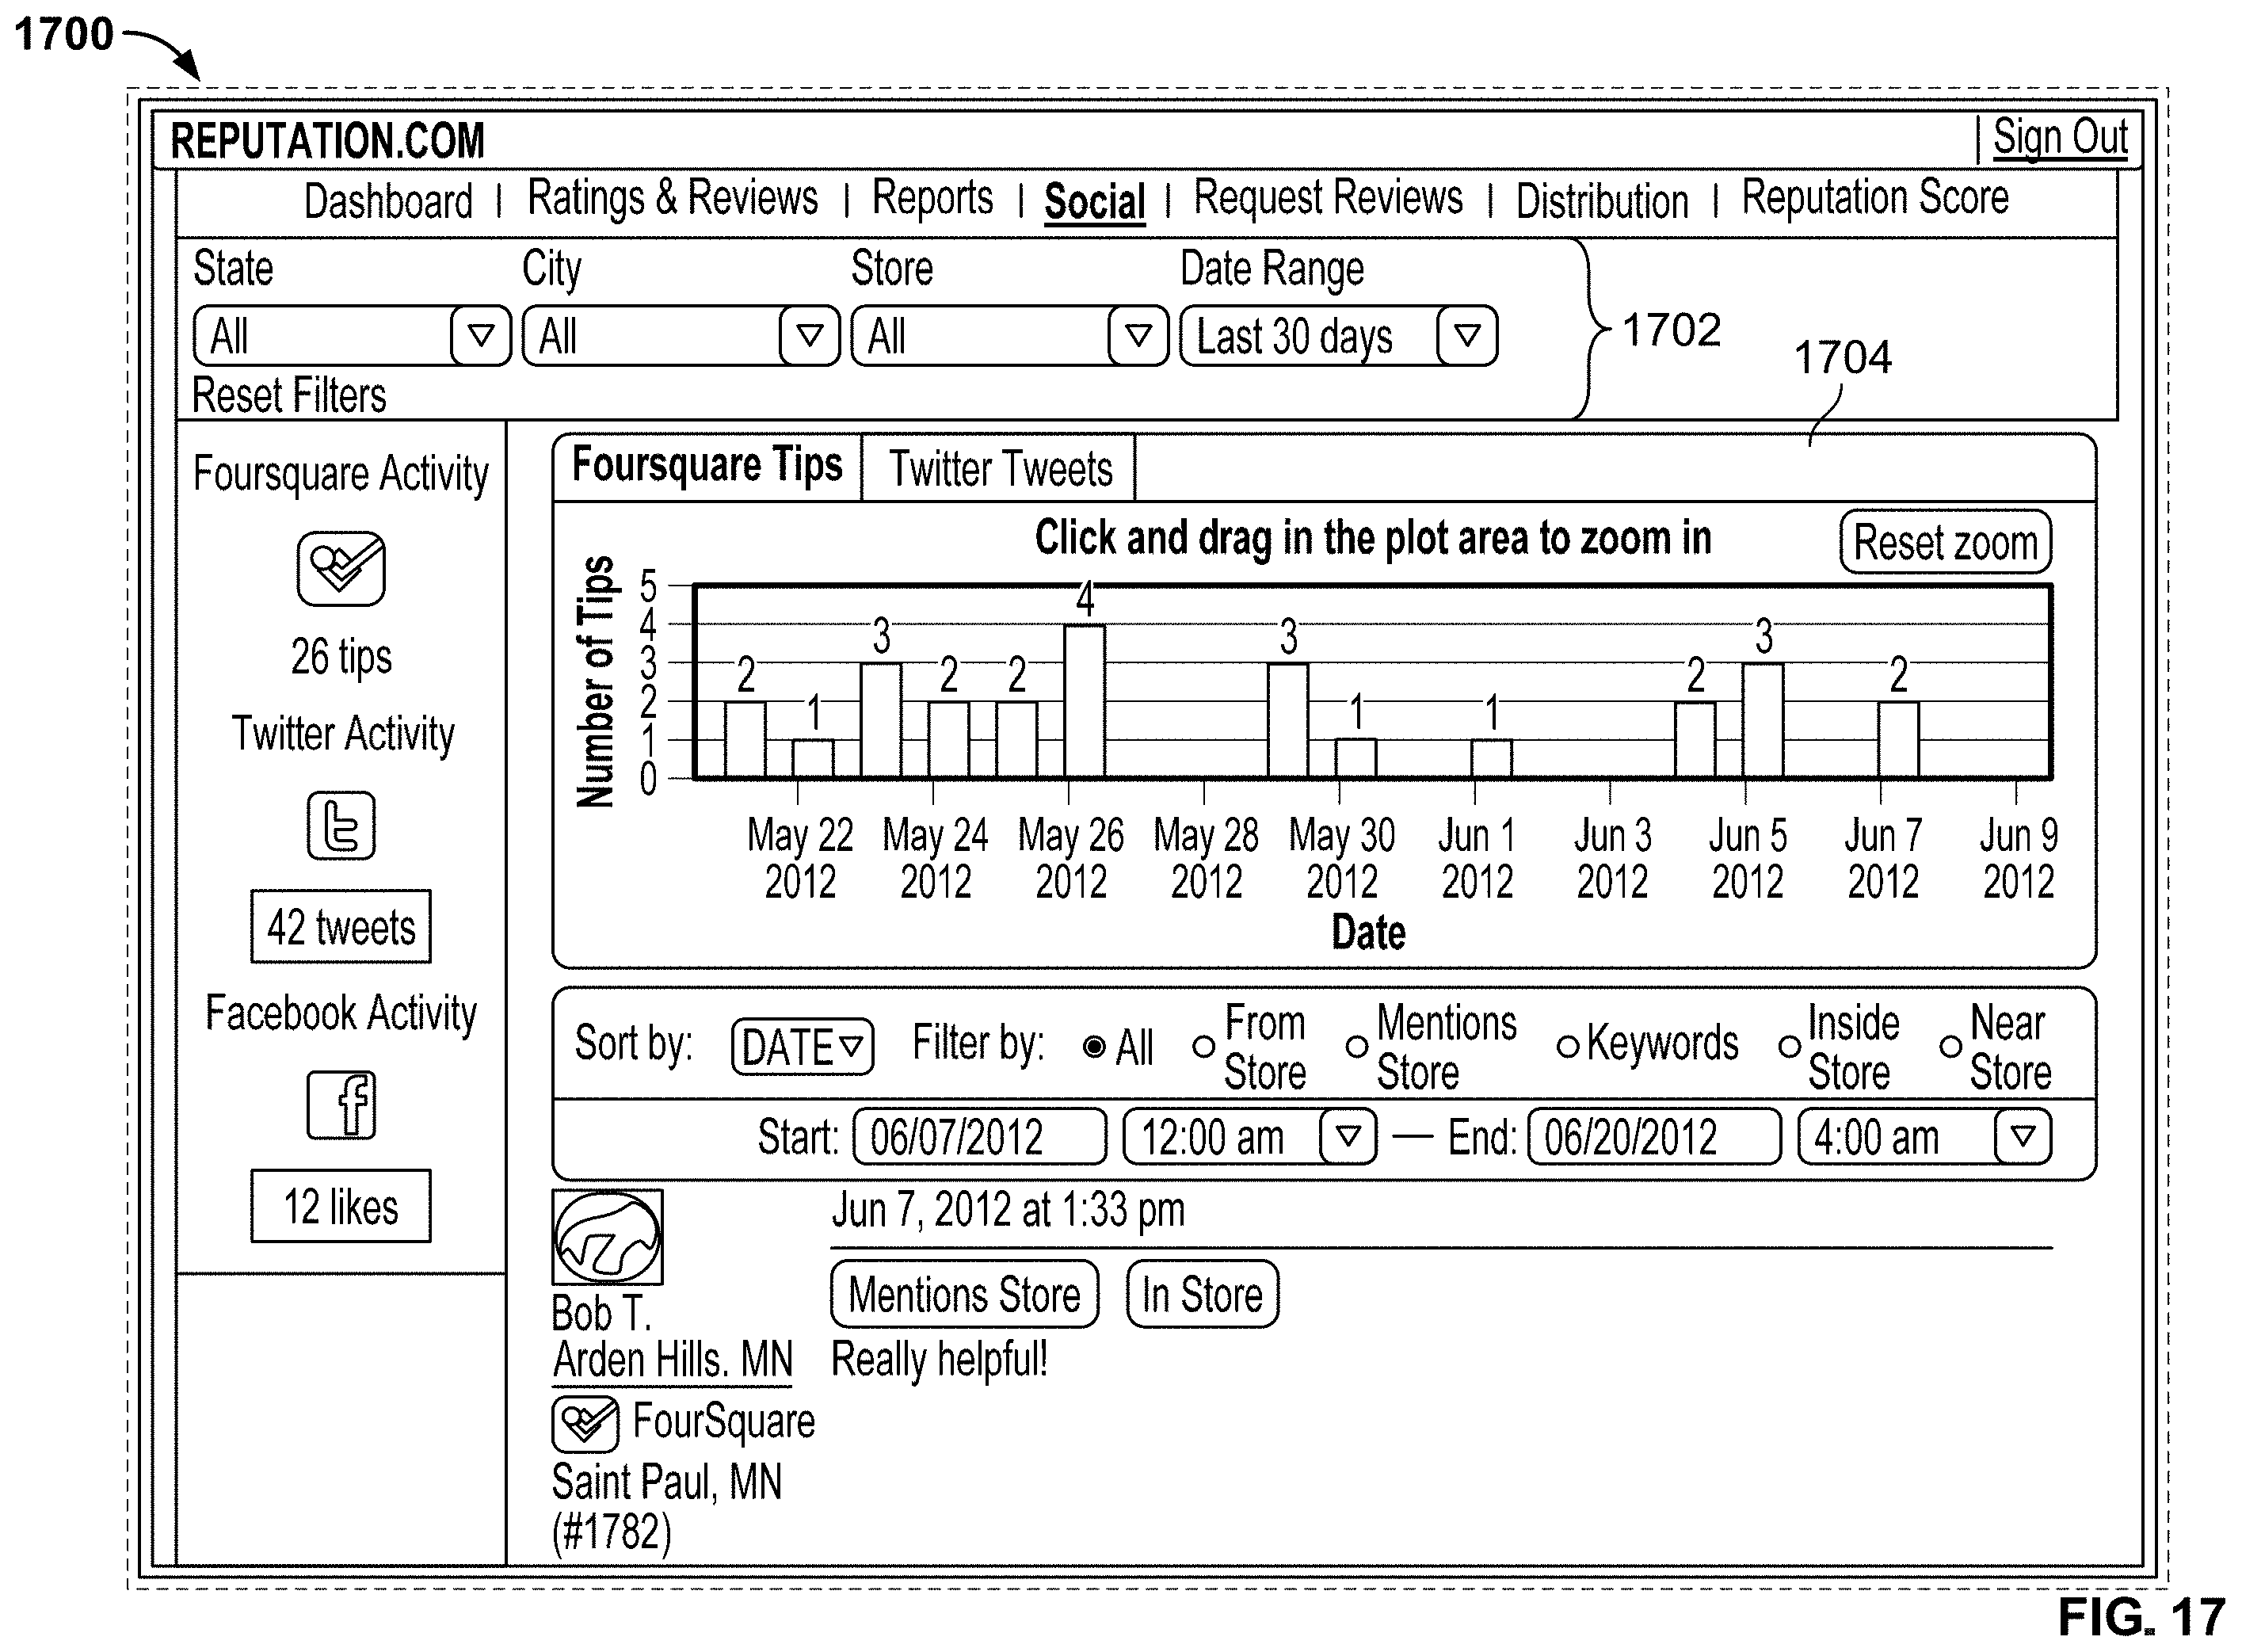 1700
REPUTATION.COM | Sign Out
Dashboard | Ratings & Reviews | Reports | Social | Request Reviews | Distribution | Reputation Score
State City Store Date Range
All All All Last 30 days
1702
1704
Reset Filters
Foursquare Activity
26 tips
Twitter Activity
42 tweets
Facebook Activity
12 likes
Foursquare Tips Twitter Tweets
Click and drag in the plot area to zoom in Reset zoom
Number of Tips
5
4
3
2
1
0
2 1 3 2 2 4 3 1 1 2 3 2
May 22 May 24 May 26 May 28 May 30 Jun 1 Jun 3 Jun 5 Jun 7 Jun 9
2012 2012 2012 2012 2012 2012 2012 2012 2012 2012
Date
Sort by: DATE Filter by: All From Store Mentions Store Keywords Inside Store Near Store
Start: 06/07/2012 12:00 am — End: 06/20/2012 4:00 am
Jun 7, 2012 at 1:33 pm
Mentions Store In Store
Bob T.
Arden Hills. MN Really helpful!
FourSquare
Saint Paul, MN
(#1782)
FIG. 17